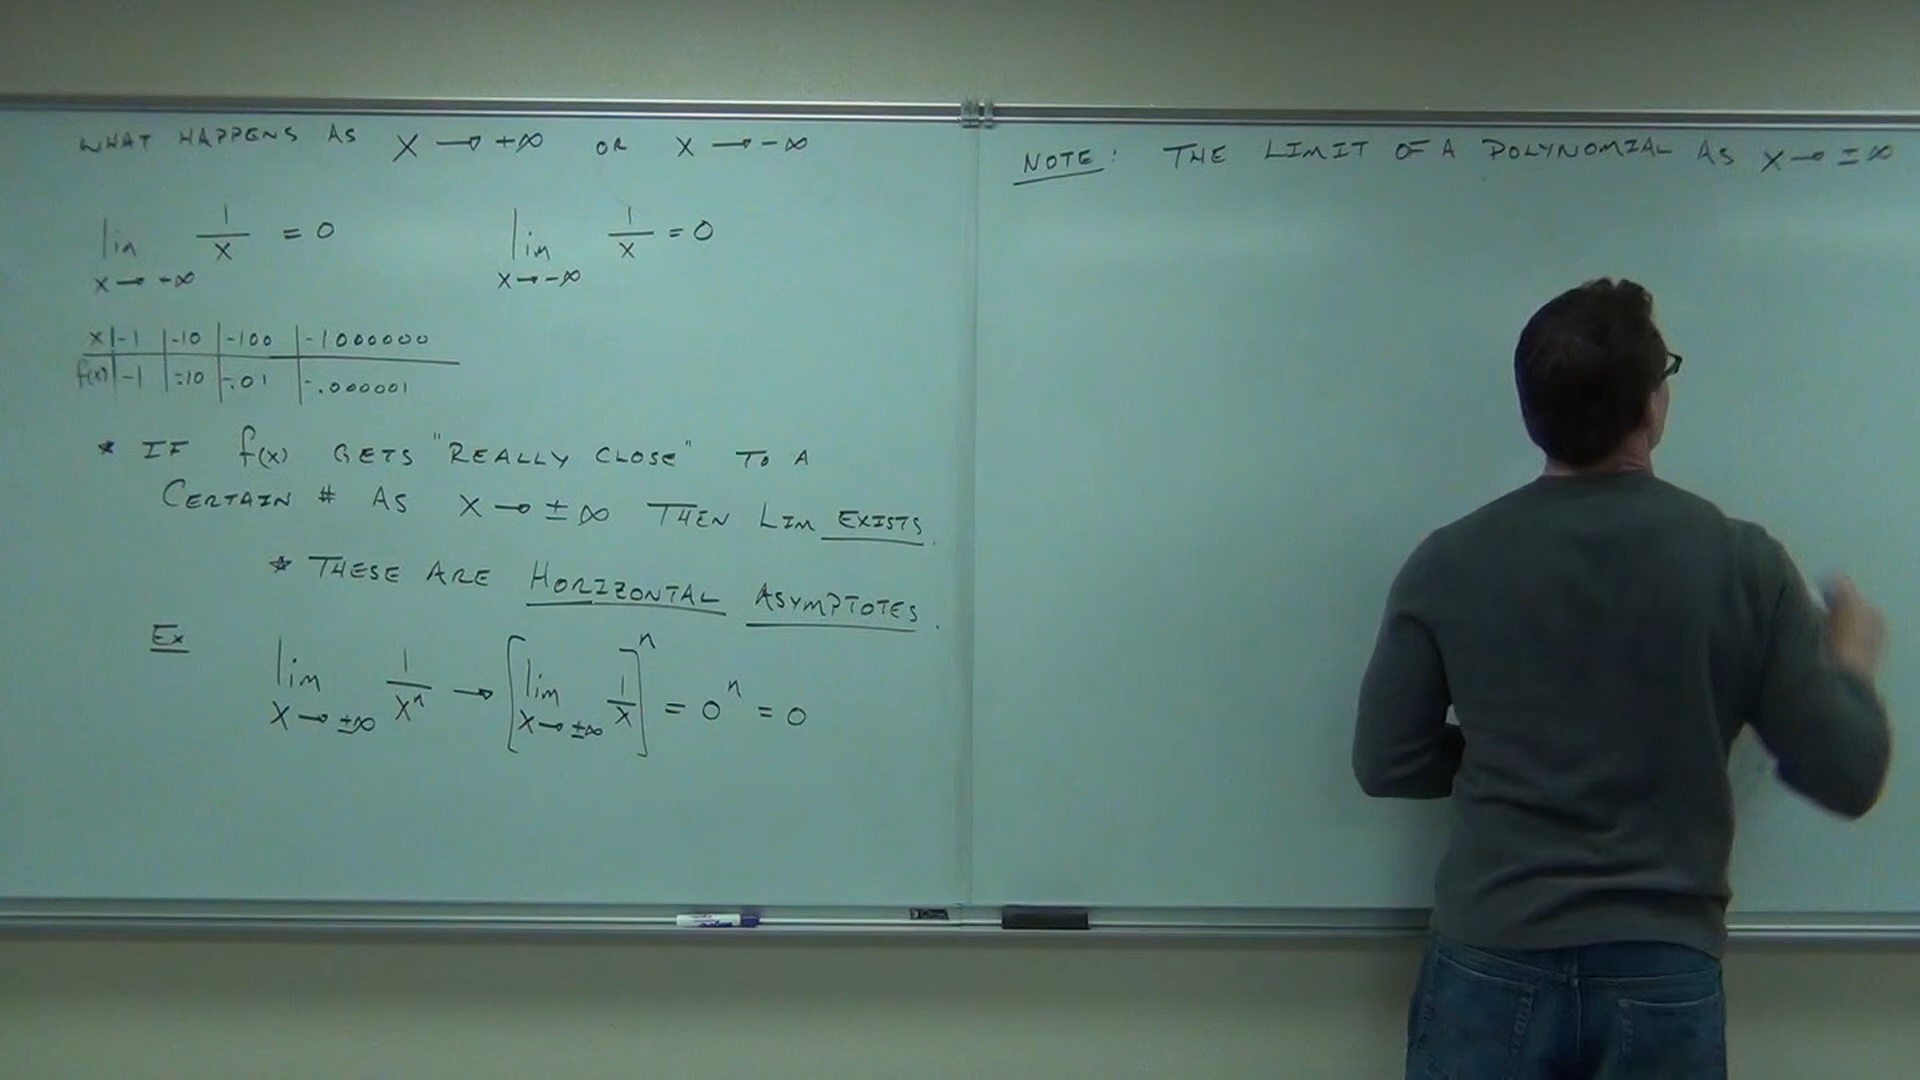 WHAT HAPPENS AS X → +∞ OR X → -∞
lim x → -∞ 1/x = 0
lim x → -∞ 1/x = 0
x | -1 | -10 | -100 | -1000000
f(x) | -1 | -.10 | -.01 | -.000001
* IF f(x) GETS "REALLY CLOSE" TO A
CERTAIN # AS X → ±∞ THEN LIM EXISTS.
* THESE ARE HORIZONTAL ASYMPTOTES.
Ex
lim x → ±∞ 1/xⁿ → [lim x → ±∞ 1/x]ⁿ = 0ⁿ = 0
NOTE: THE LIMIT OF A POLYNOMIAL AS X → ±∞